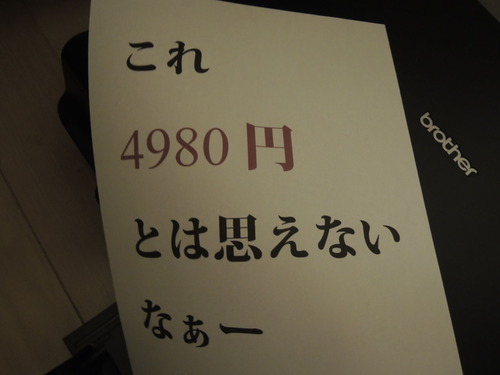 これ
4980円
とは思えない
なぁー
brother